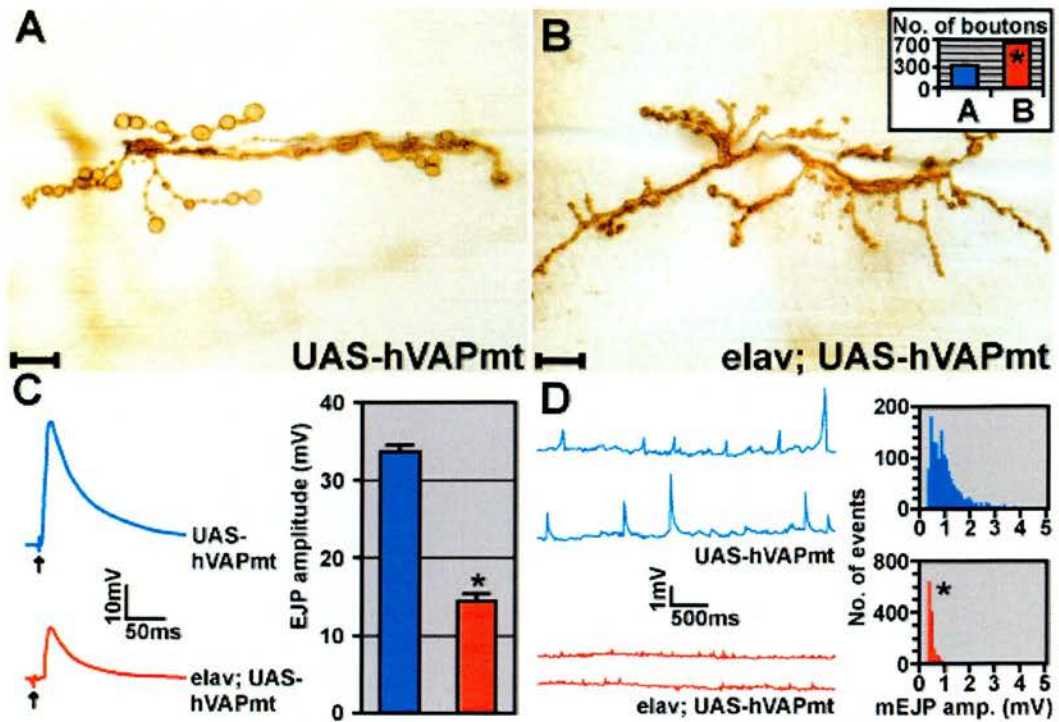 A
UAS-hVAPmt
B
No. of boutons
700
300
0
*
A
B
elav; UAS-hVAPmt
C
UAS-
hVAPmt
10mV
50ms
elav; UAS-
hVAPmt
EJP amplitude (mV)
40
30
20
10
0
*
D
UAS-hVAPmt
1mV
500ms
elav; UAS-hVAPmt
No. of events
200
100
0
0 1 2 3 4 5
800
400
0
*
0 1 2 3 4 5
mEJP amp. (mV)